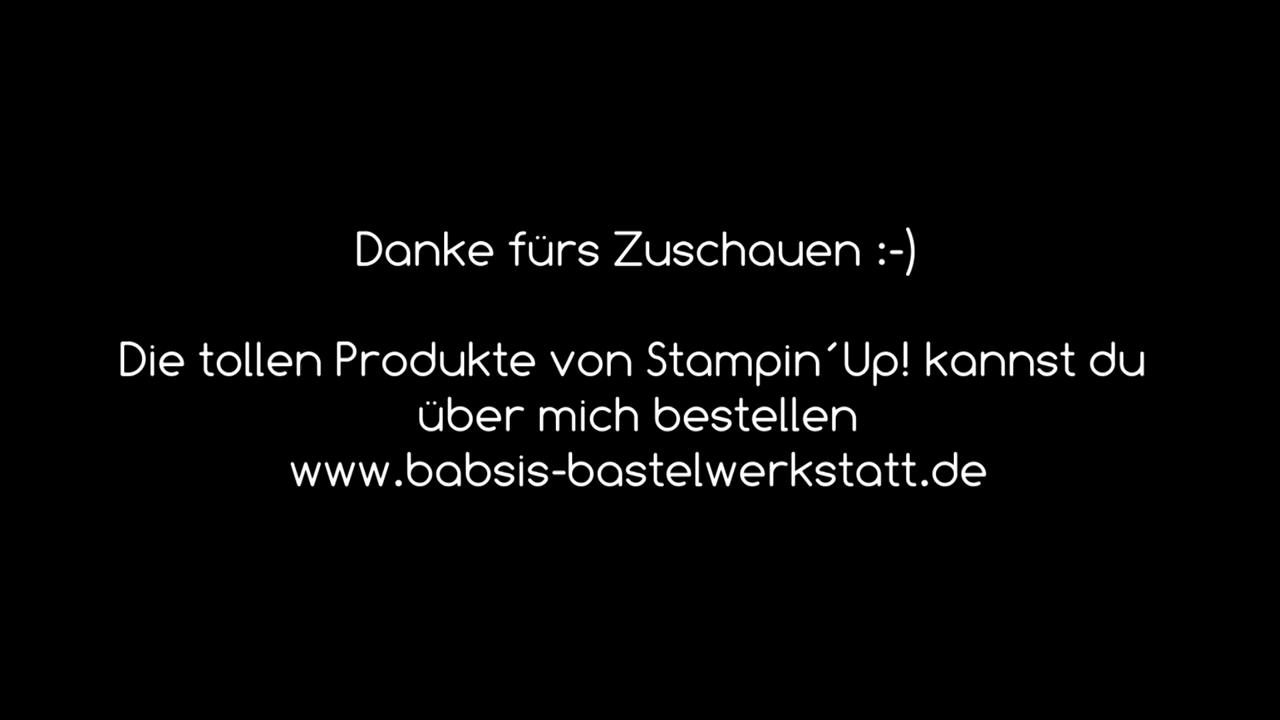 Danke fürs Zuschauen :-)
Die tollen Produkte von Stampin´Up! kannst du
über mich bestellen
www.babsis-bastelwerkstatt.de